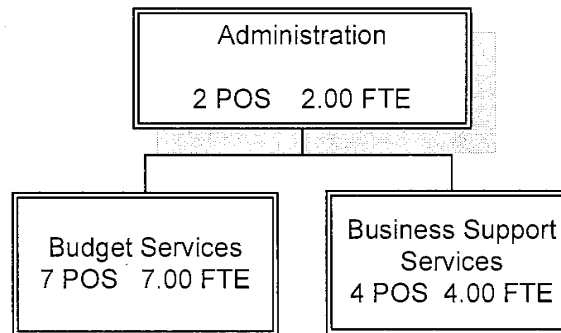 Administration
2 POS 2.00 FTE
Budget Services
7 POS 7.00 FTE
Business Support
Services
4 POS 4.00 FTE